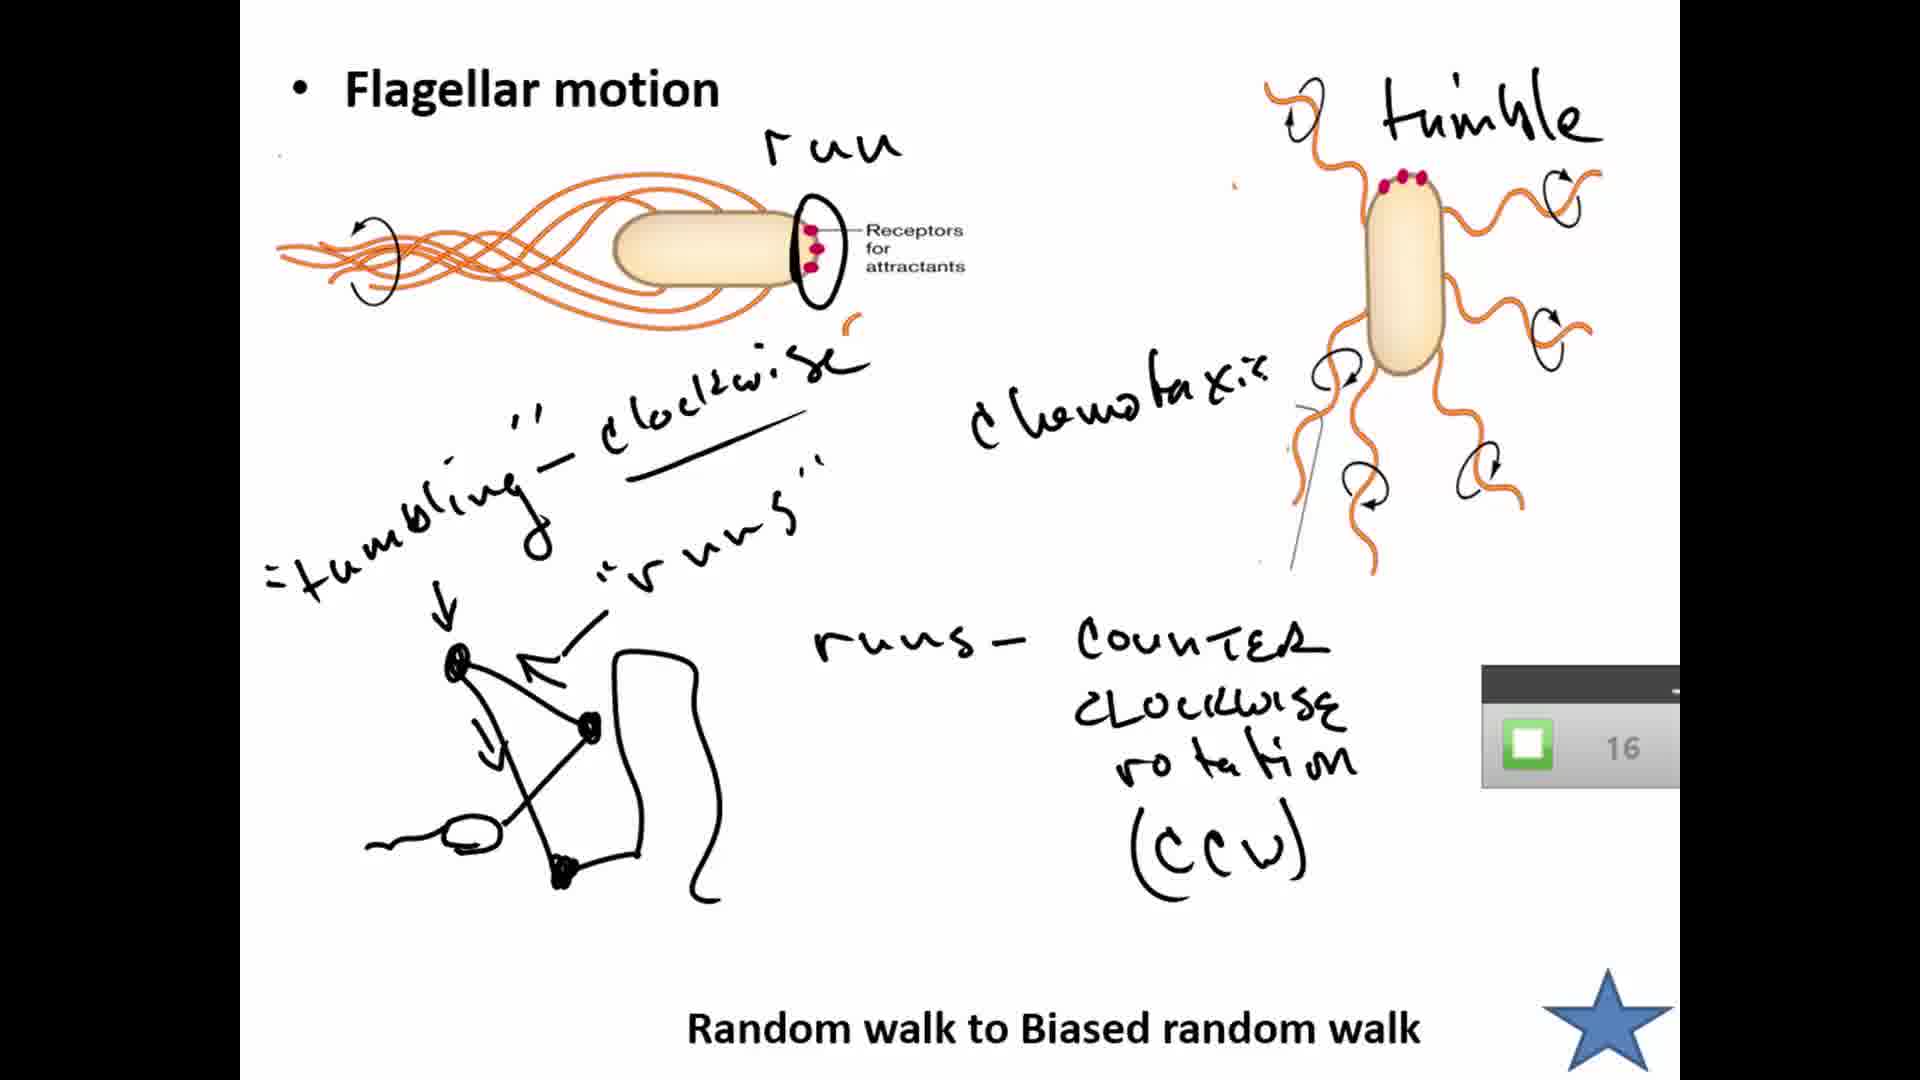 • Flagellar motion
run
tumble
Receptors
for
attractants
"tumbling" - clockwise
chemotaxis
"runs"
runs - COUNTER
CLOCKWISE
rotation
(CCW)
16
Random walk to Biased random walk